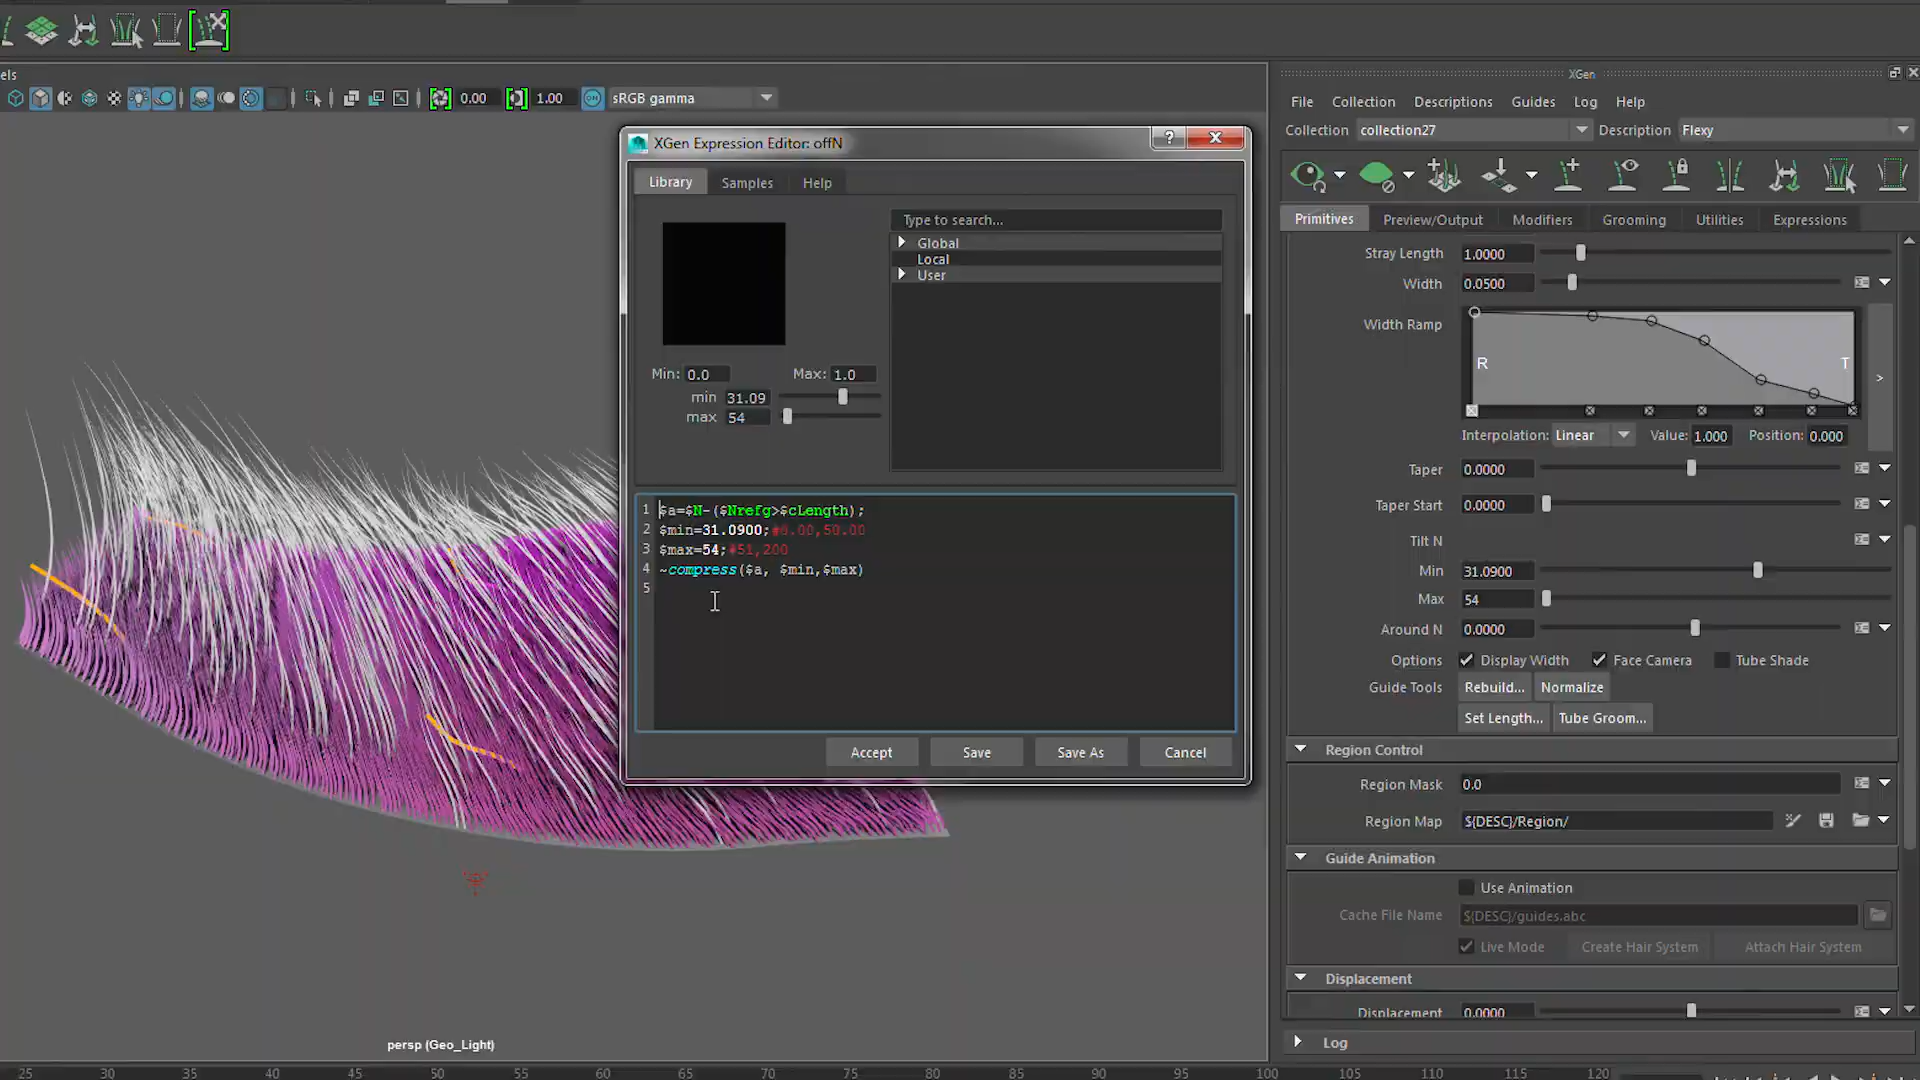 els
0.00
1.00
ON
sRGB gamma
XGen Expression Editor: offN
?
Library
Samples
Help
Type to search...
Global
Local
User
Min: 0.0
Max: 1.0
min 31.09
max 54
1 $a=$N-($Nrefg>$cLength);
2 $min=31.0900;#0.00,50.00
3 $max=54;#51,200
4 ~compress($a, $min,$max)
5
Accept
Save
Save As
Cancel
persp (Geo_Light)
XGen
File
Collection
Descriptions
Guides
Log
Help
Collection
collection27
Description
Flexy
Primitives
Preview/Output
Modifiers
Grooming
Utilities
Expressions
Stray Length 1.0000
Width 0.0500
Width Ramp
R
T
>
Interpolation: Linear
Value: 1.000
Position: 0.000
Taper 0.0000
Taper Start 0.0000
Tilt N
Min 31.0900
Max 54
Around N 0.0000
Options
Display Width
Face Camera
Tube Shade
Guide Tools
Rebuild...
Normalize
Set Length...
Tube Groom...
Region Control
Region Mask 0.0
Region Map ${DESC}/Region/
Guide Animation
Use Animation
Cache File Name ${DESC}/guides.abc
Live Mode
Create Hair System
Attach Hair System
Displacement
Displacement 0.0000
Log
25 30 35 40 45 50 55 60 65 70 75 80 85 90 95 100 105 110 115 120